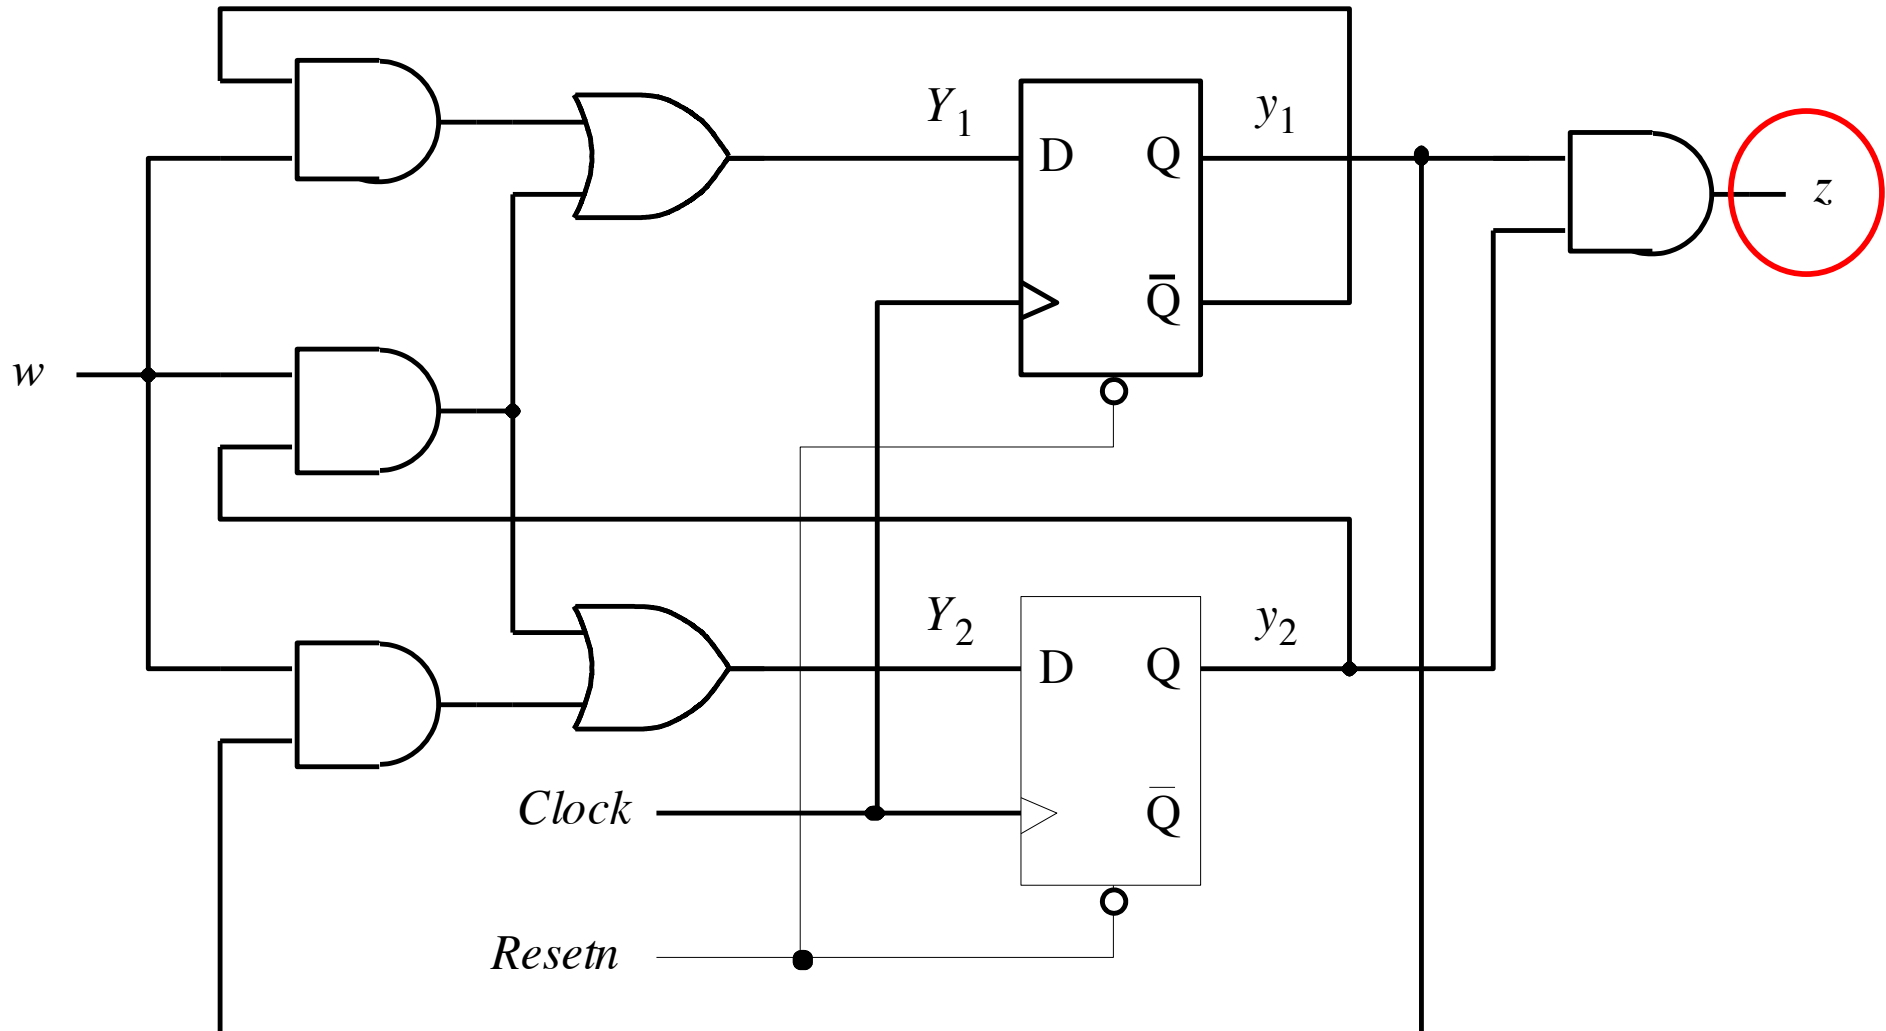 Y₁
y₁
D Q
z
Q̅
w
Y₂
y₂
D Q
Clock
Q̅
Resetn